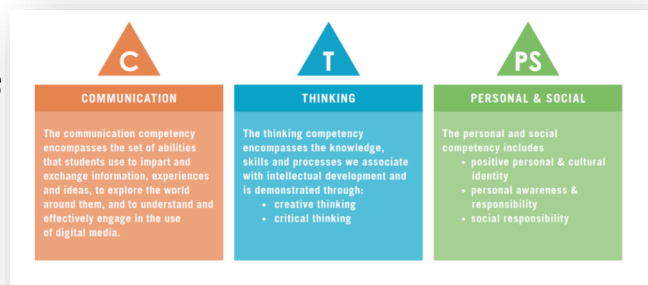 C
COMMUNICATION
The communication competency
encompasses the set of abilities
that students use to impart and
exchange information, experiences
and ideas, to explore the world
around them, and to understand and
effectively engage in the use
of digital media.
T
THINKING
The thinking competency
encompasses the knowledge,
skills and processes we associate
with intellectual development and
is demonstrated through:
• creative thinking
• critical thinking
PS
PERSONAL & SOCIAL
The personal and social
competency includes
• positive personal & cultural
identity
• personal awareness &
responsibility
• social responsibility